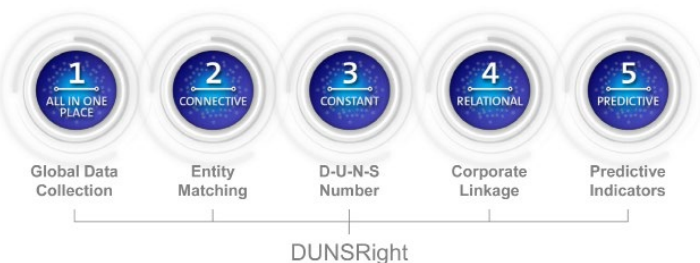 1
ALL IN ONE
PLACE
2
CONNECTIVE
3
CONSTANT
4
RELATIONAL
5
PREDICTIVE
Global Data
Collection
Entity
Matching
D-U-N-S
Number
Corporate
Linkage
Predictive
Indicators
DUNSRight